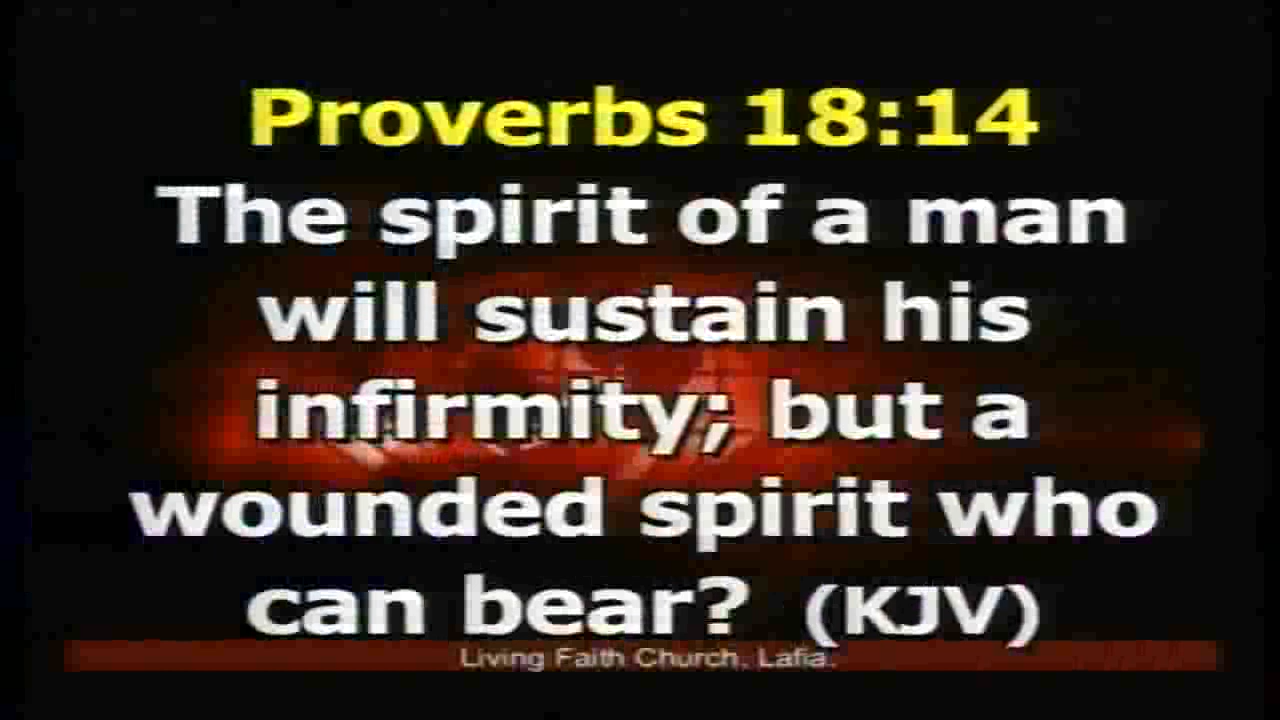 Proverbs 18:14
The spirit of a man
will sustain his
infirmity; but a
wounded spirit who
can bear? (KJV)
Living Faith Church, Lafia.